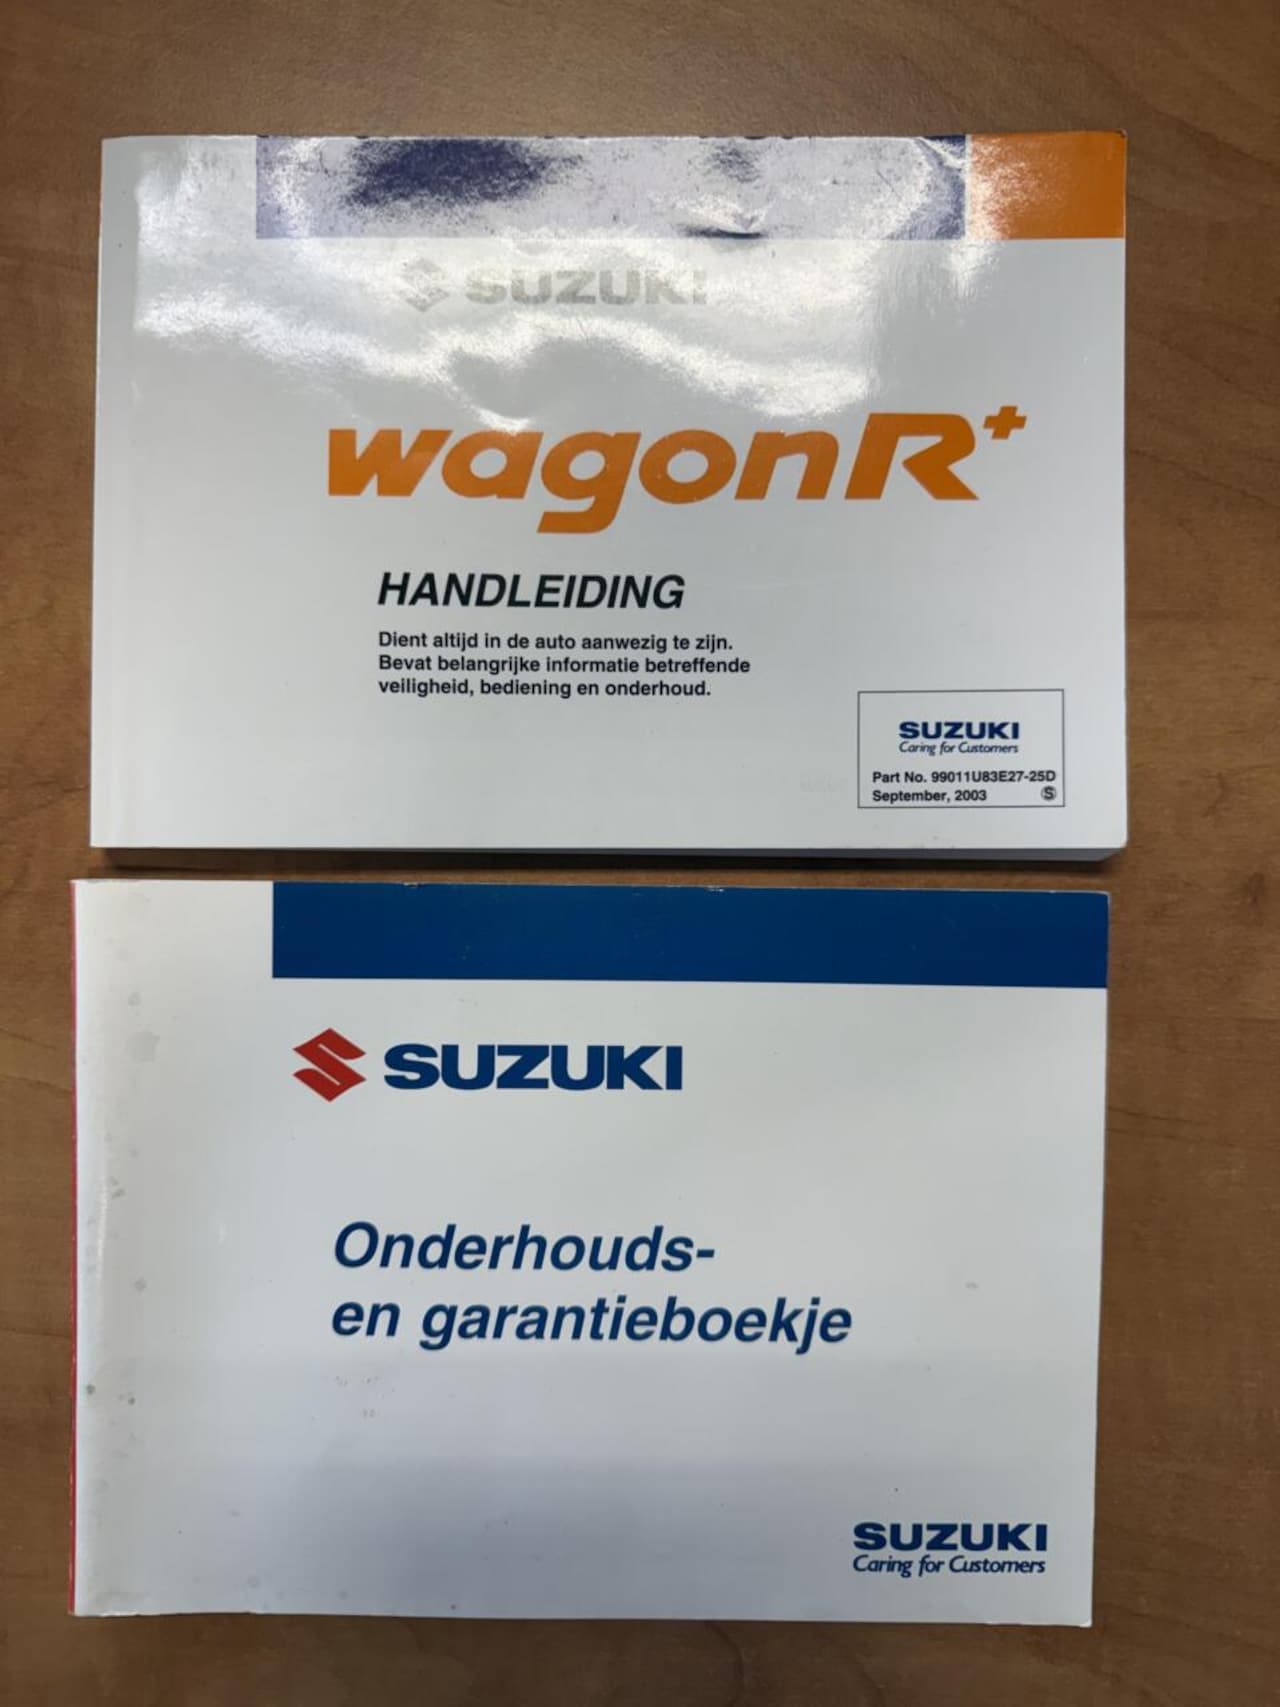 SUZUKI
wagonR+
HANDLEIDING
Dient altijd in de auto aanwezig te zijn.
Bevat belangrijke informatie betreffende
veiligheid, bediening en onderhoud.
SUZUKI
Caring for Customers
Part No. 99011U83E27-25D
September, 2003 Ⓢ
SUZUKI
Onderhouds-
en garantieboekje
SUZUKI
Caring for Customers